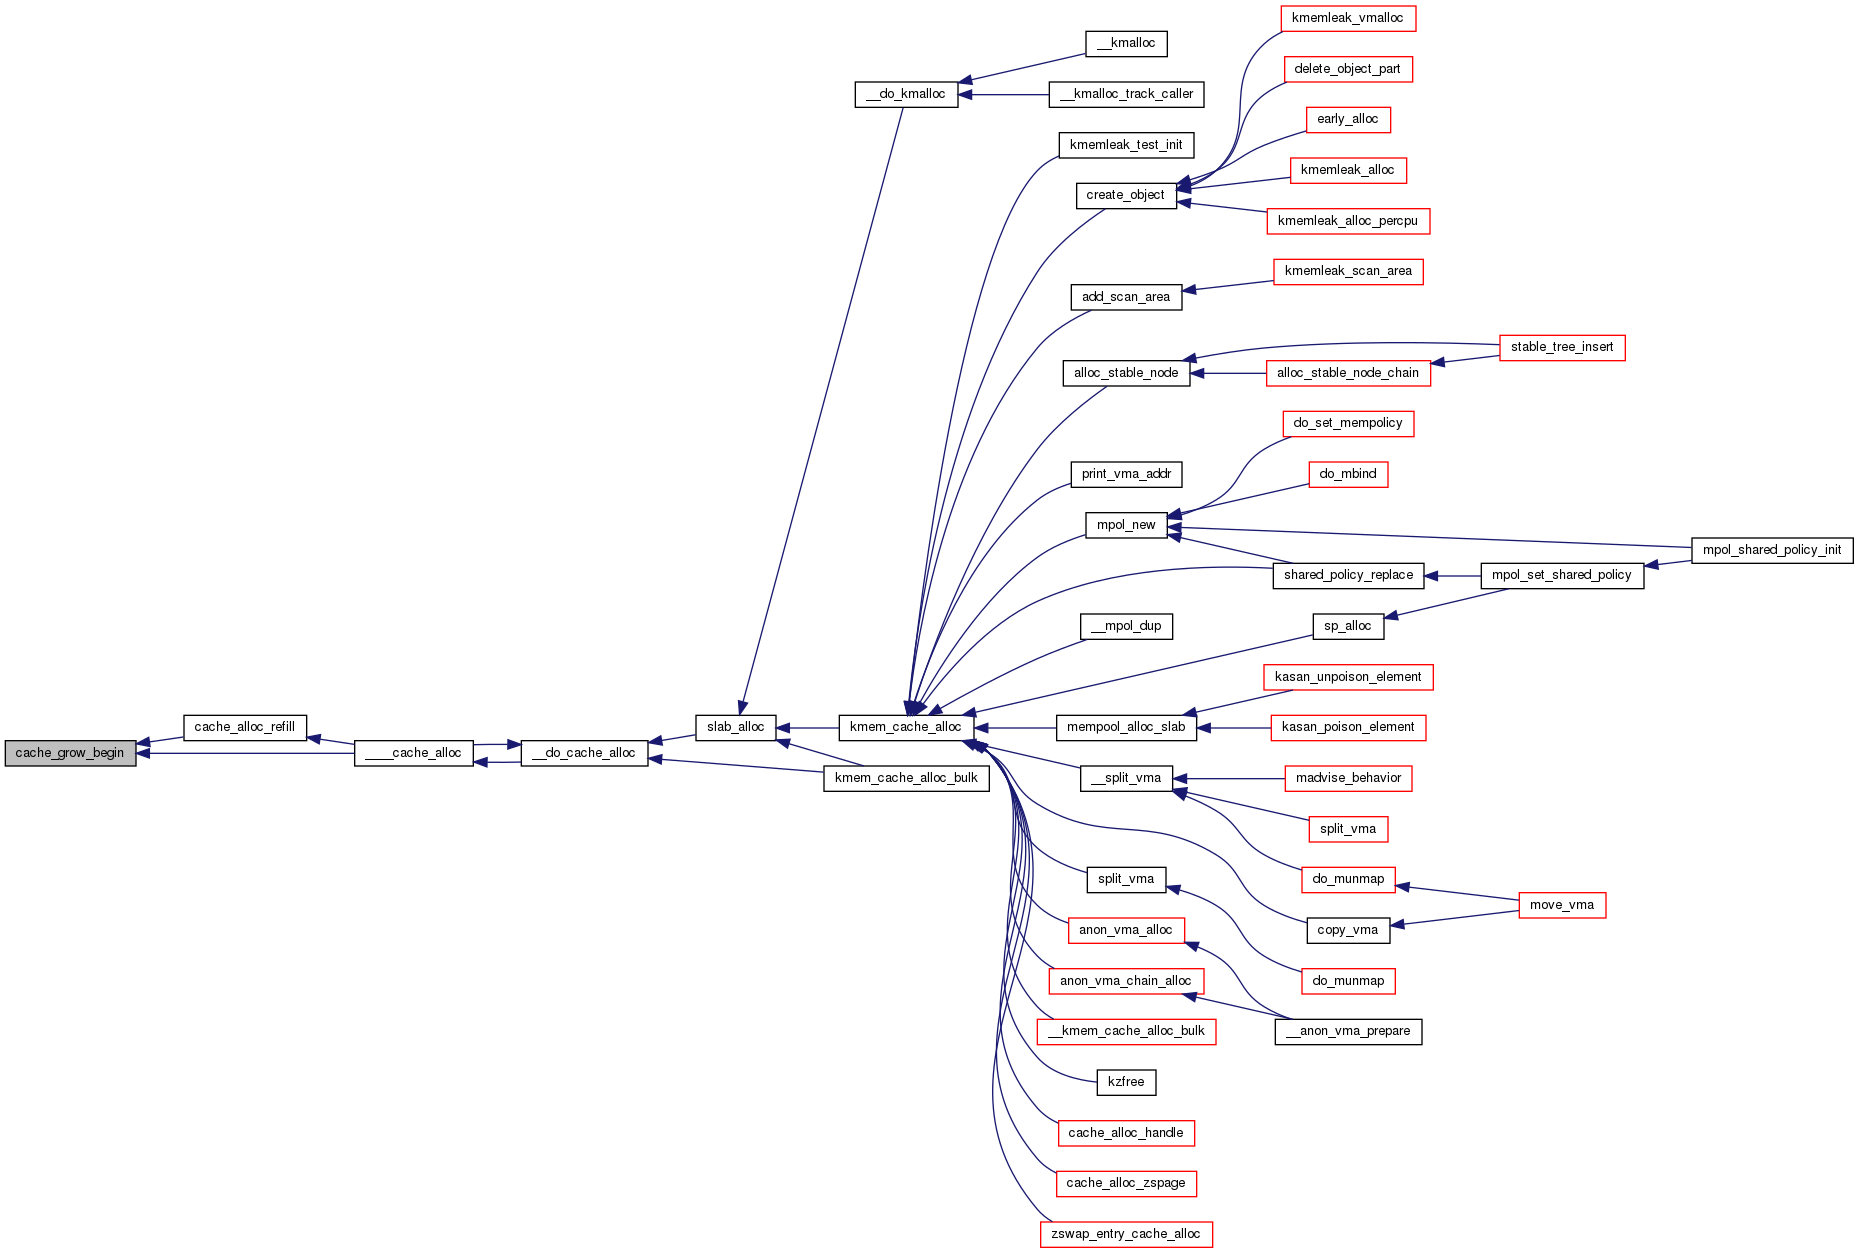 cache_grow_begin
cache_alloc_refill
____cache_alloc
__do_cache_alloc
slab_alloc
__do_kmalloc
__kmalloc
__kmalloc_track_caller
kmem_cache_alloc
kmem_cache_alloc_bulk
kmemleak_test_init
create_object
kmemleak_vmalloc
delete_object_part
early_alloc
kmemleak_alloc
kmemleak_alloc_percpu
add_scan_area
kmemleak_scan_area
alloc_stable_node
stable_tree_insert
alloc_stable_node_chain
print_vma_addr
mpol_new
do_set_mempolicy
do_mbind
mpol_shared_policy_init
shared_policy_replace
mpol_set_shared_policy
__mpol_dup
sp_alloc
mempool_alloc_slab
kasan_unpoison_element
kasan_poison_element
__split_vma
madvise_behavior
split_vma
do_munmap
move_vma
split_vma
copy_vma
anon_vma_alloc
do_munmap
anon_vma_chain_alloc
__anon_vma_prepare
__kmem_cache_alloc_bulk
kzfree
cache_alloc_handle
cache_alloc_zspage
zswap_entry_cache_alloc